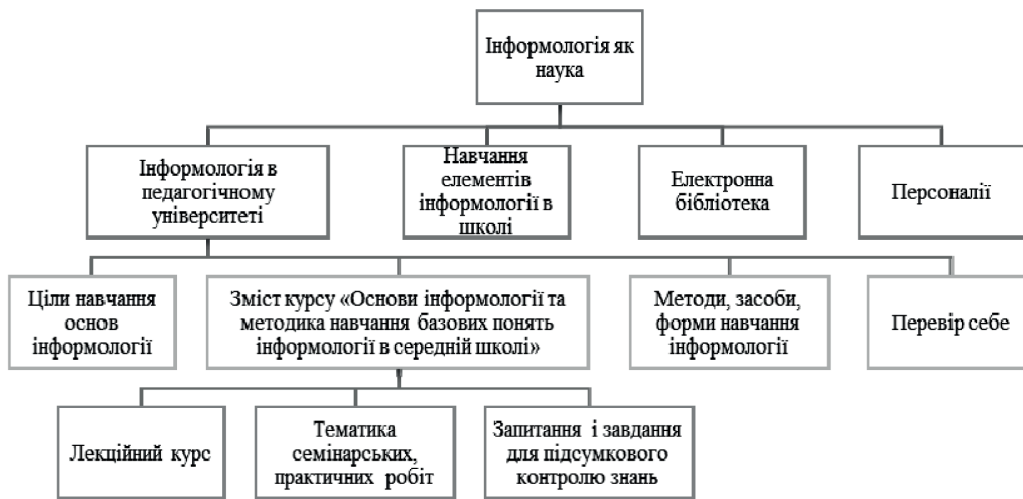 Інформологія як
наука
Інформологія в
педагогічному
університеті
Навчання
елементів
інформології в
школі
Електронна
бібліотека
Персоналії
Ціли навчання
основ
інформології
Зміст курсу «Основи інформології та
методика навчання базових понять
інформології в середній школі»
Методи, засоби,
форми навчання
інформології
Перевір себе
Лекційний курс
Тематика
семінарських,
практичних робіт
Запитання і завдання
для підсумкового
контролю знань